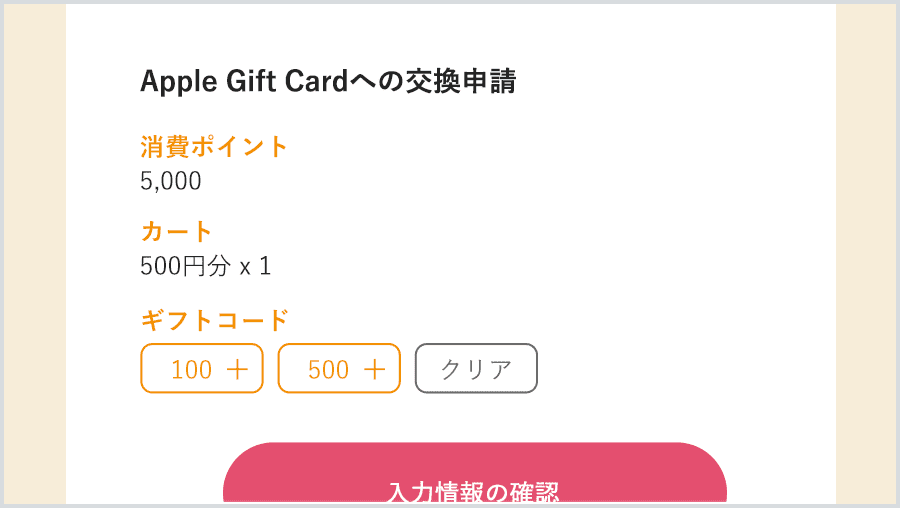 Apple Gift Cardへの交換申請
消費ポイント
5,000
カート
500円分 x 1
ギフトコード
100 + 500 + クリア
入力情報の確認